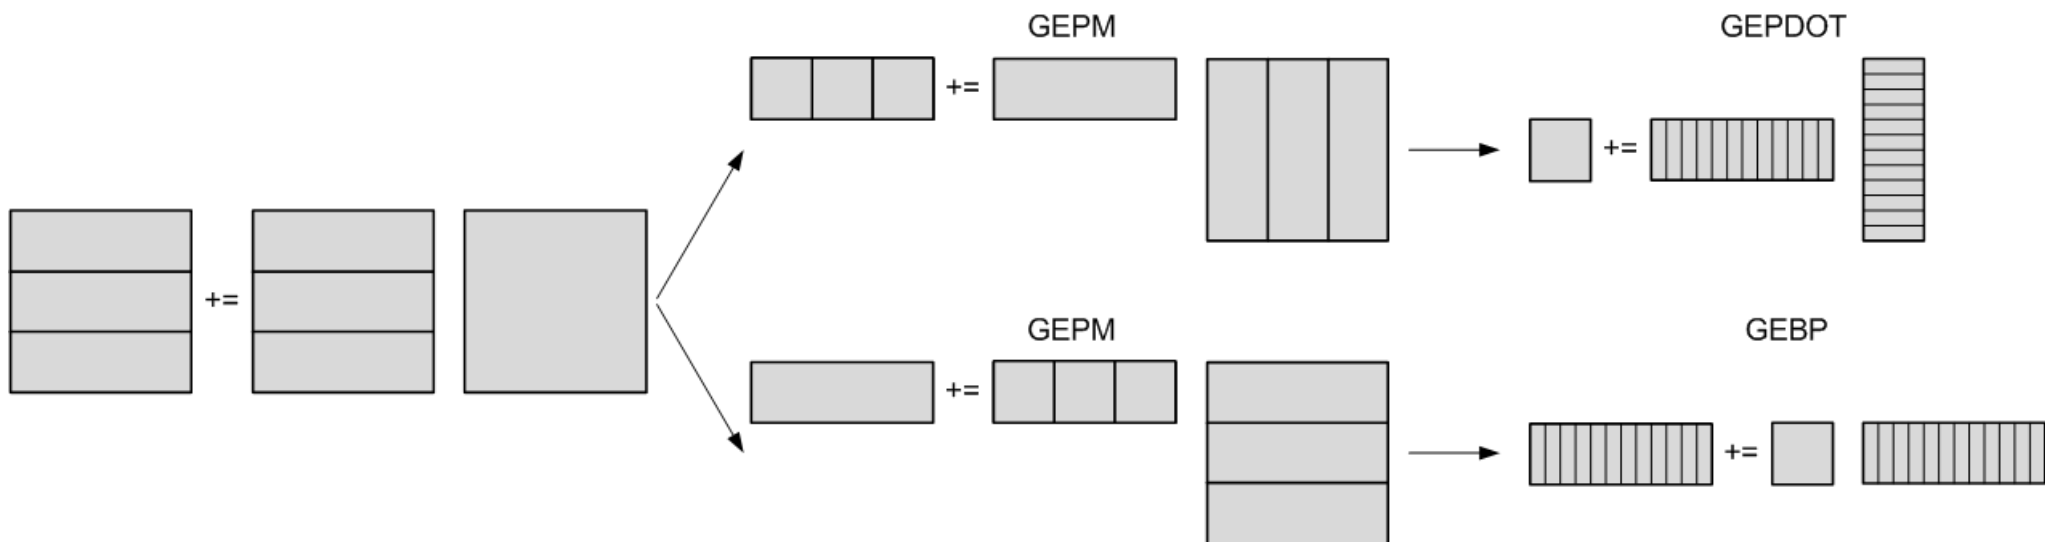 GEPM
GEPDOT
+=
+=
+=
GEPM
GEBP
+=
+=